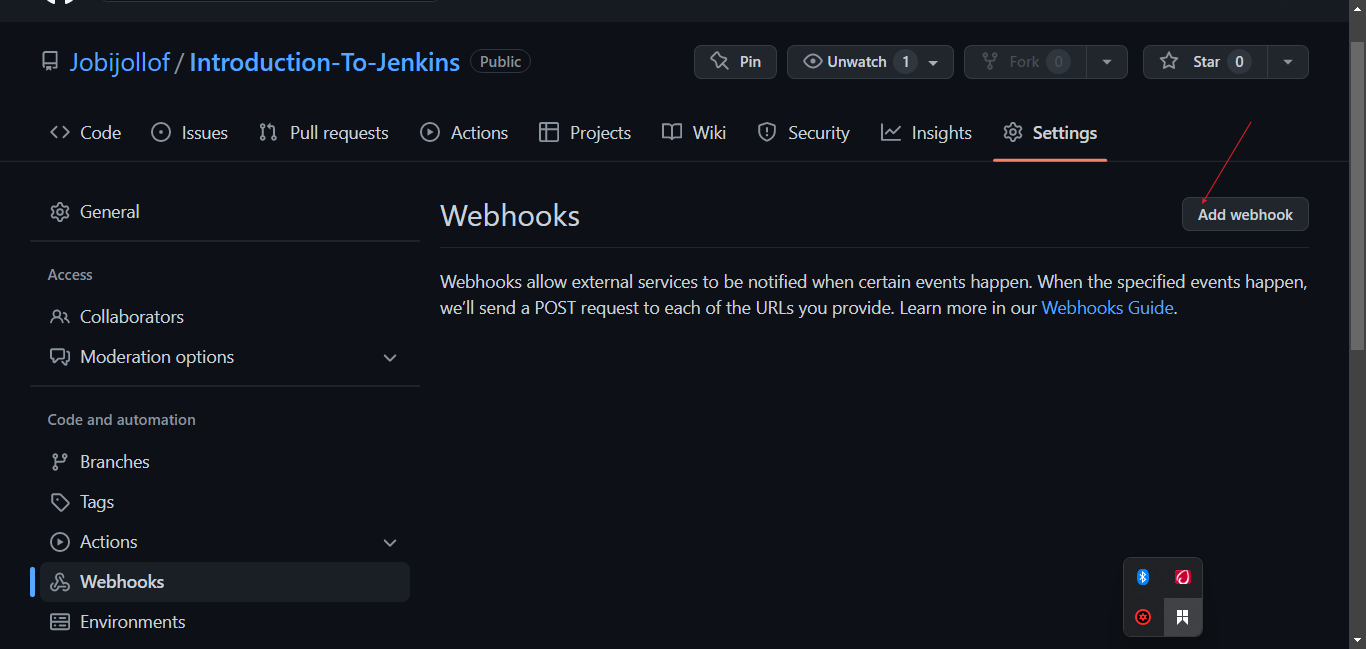 Jobijollof / Introduction-To-Jenkins Public Pin Unwatch 1 Fork 0 Star 0
Code Issues Pull requests Actions Projects Wiki Security Insights Settings
General
Access
Collaborators
Moderation options
Code and automation
Branches
Tags
Actions
Webhooks
Environments
Webhooks Add webhook
Webhooks allow external services to be notified when certain events happen. When the specified events happen,
we’ll send a POST request to each of the URLs you provide. Learn more in our Webhooks Guide.